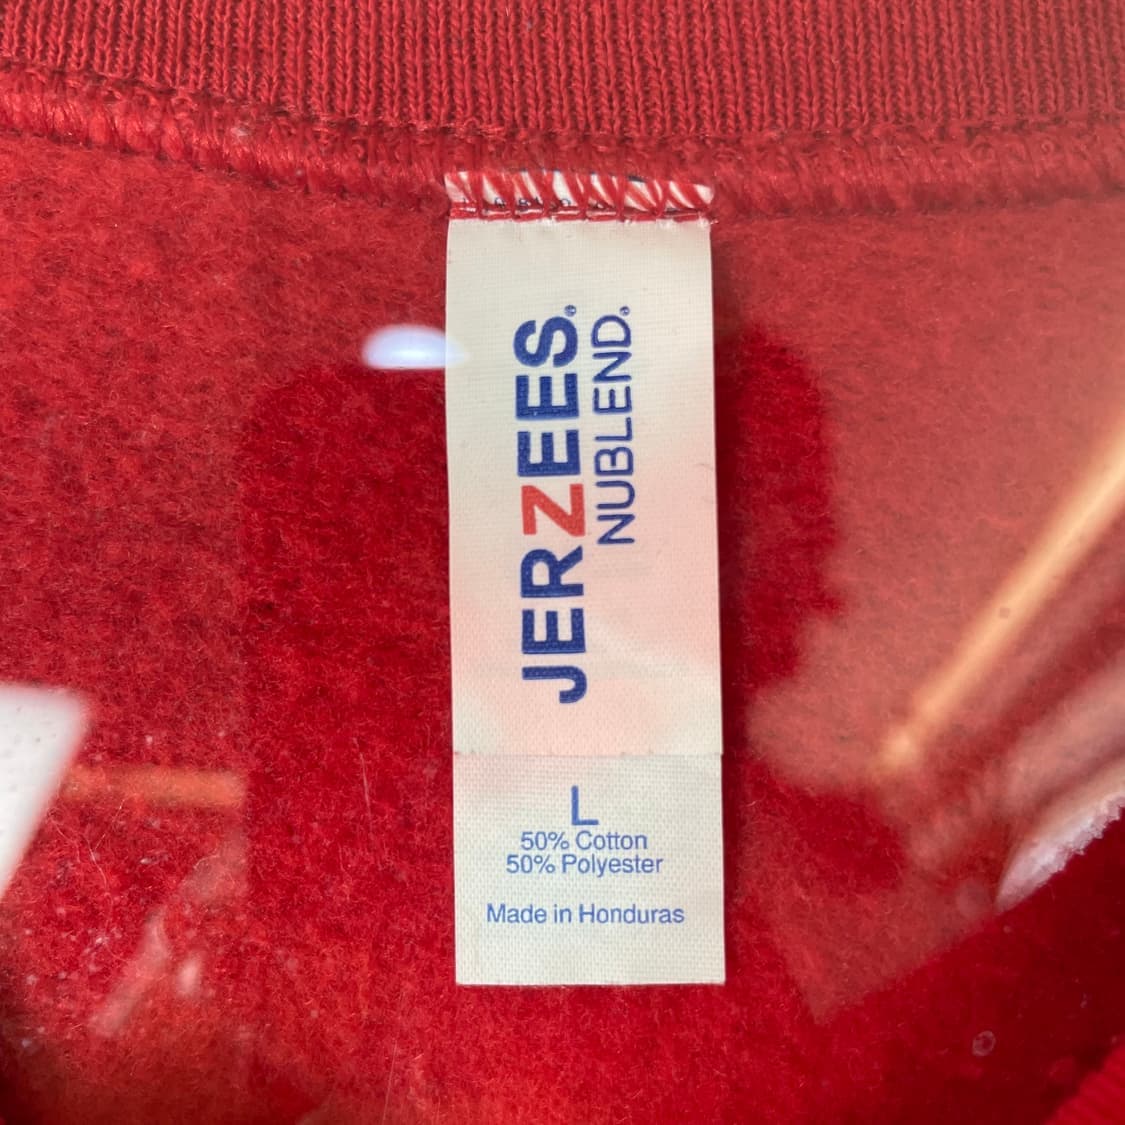 JERZEES®
NUBLEND®
L
50% Cotton
50% Polyester
Made in Honduras